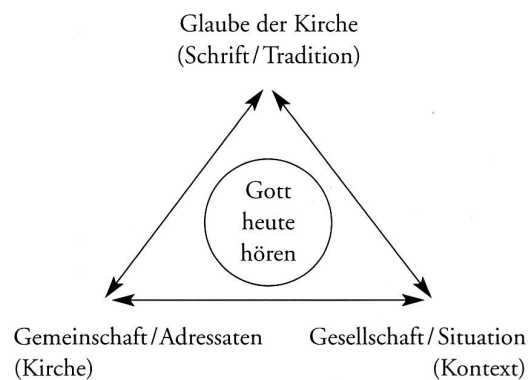 Glaube der Kirche
(Schrift/Tradition)
Gott
heute
hören
Gemeinschaft/Adressaten
(Kirche)
Gesellschaft/Situation
(Kontext)